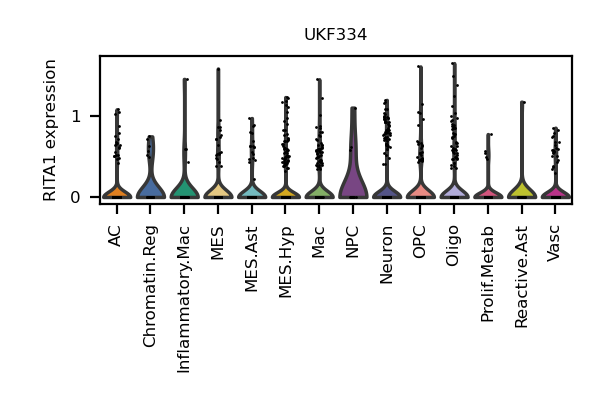 UKF334
RITA1 expression
1
0
AC
Chromatin.Reg
Inflammatory.Mac
MES
MES.Ast
MES.Hyp
Mac
NPC
Neuron
OPC
Oligo
Prolif.Metab
Reactive.Ast
Vasc